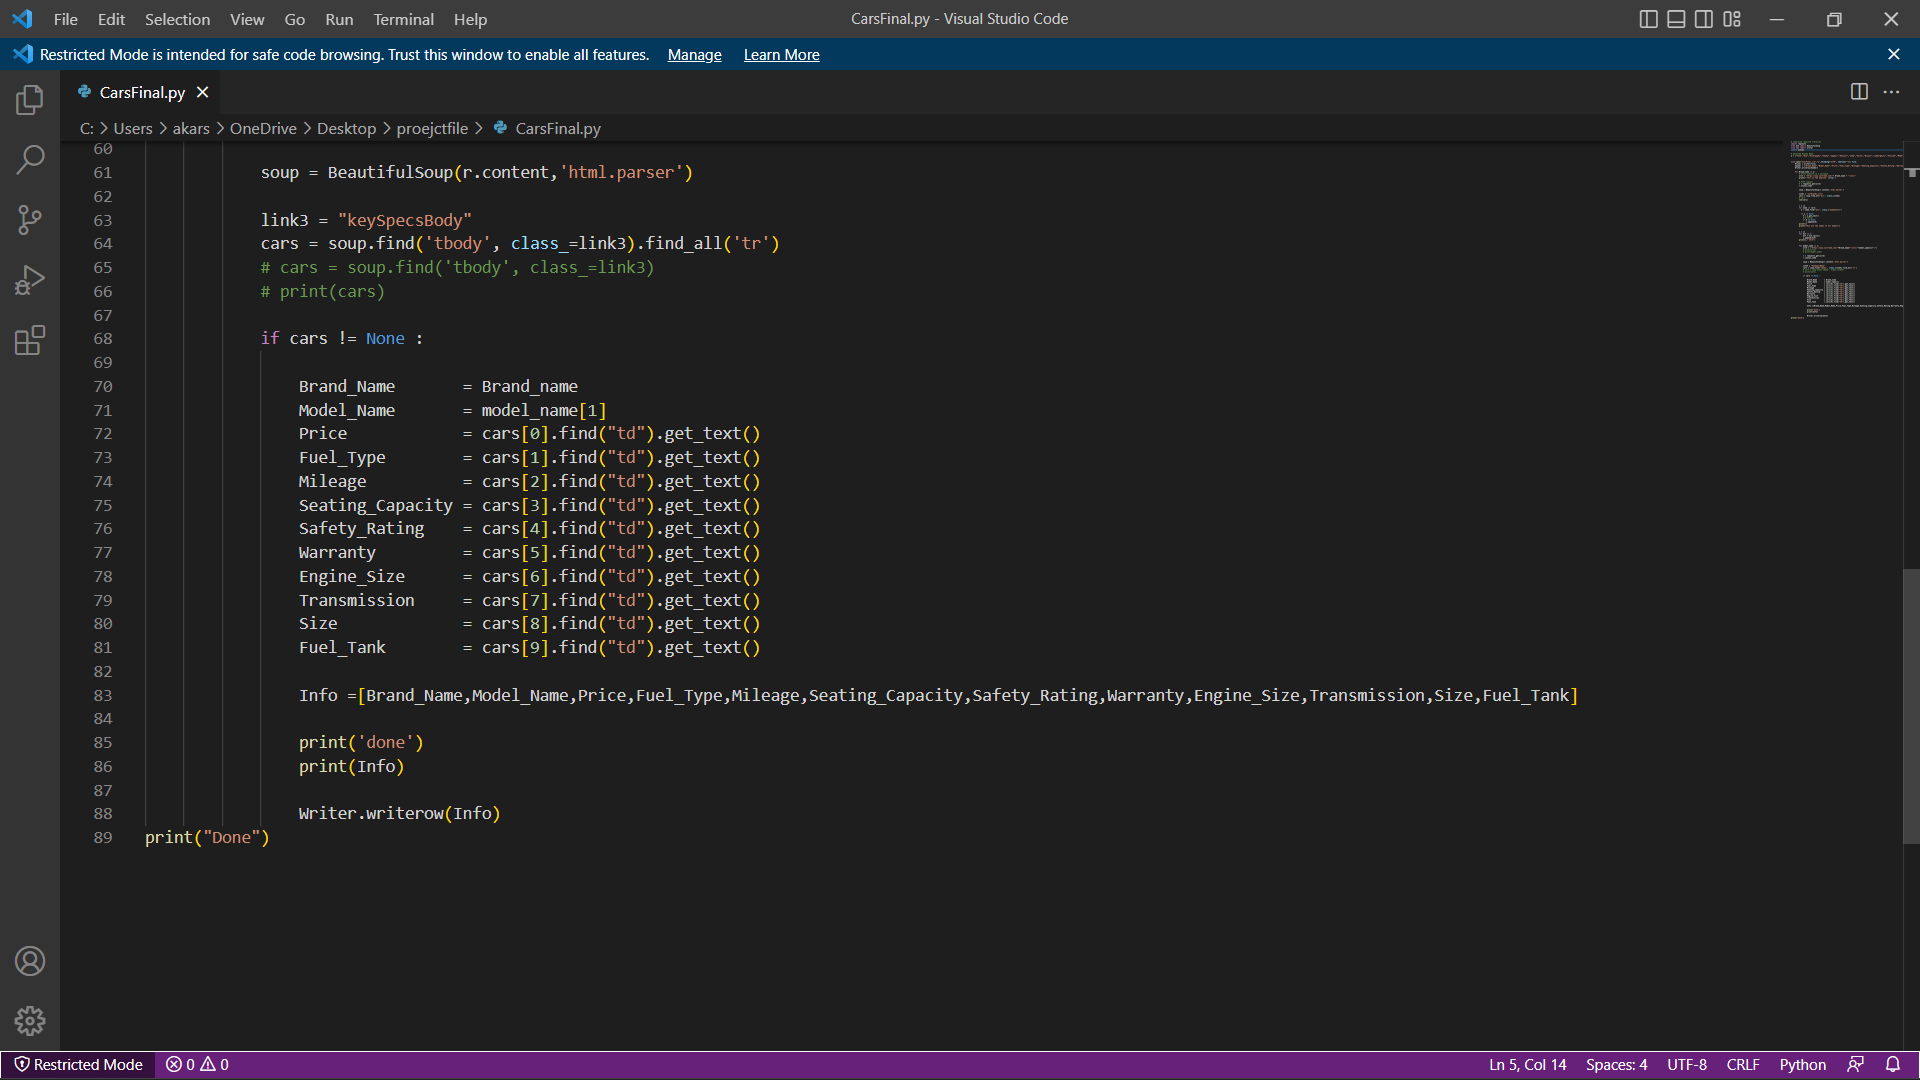 File Edit Selection View Go Run Terminal Help CarsFinal.py - Visual Studio Code
Restricted Mode is intended for safe code browsing. Trust this window to enable all features. Manage Learn More
CarsFinal.py
C: > Users > akars > OneDrive > Desktop > proejctfile > CarsFinal.py
60
61 soup = BeautifulSoup(r.content,'html.parser')
62
63 link3 = "keySpecsBody"
64 cars = soup.find('tbody', class_=link3).find_all('tr')
65 # cars = soup.find('tbody', class_=link3)
66 # print(cars)
67
68 if cars != None :
69
70 Brand_Name = Brand_name
71 Model_Name = model_name[1]
72 Price = cars[0].find("td").get_text()
73 Fuel_Type = cars[1].find("td").get_text()
74 Mileage = cars[2].find("td").get_text()
75 Seating_Capacity = cars[3].find("td").get_text()
76 Safety_Rating = cars[4].find("td").get_text()
77 Warranty = cars[5].find("td").get_text()
78 Engine_Size = cars[6].find("td").get_text()
79 Transmission = cars[7].find("td").get_text()
80 Size = cars[8].find("td").get_text()
81 Fuel_Tank = cars[9].find("td").get_text()
82
83 Info =[Brand_Name,Model_Name,Price,Fuel_Type,Mileage,Seating_Capacity,Safety_Rating,Warranty,Engine_Size,Transmission,Size,Fuel_Tank]
84
85 print('done')
86 print(Info)
87
88 Writer.writerow(Info)
89 print("Done")
Restricted Mode 0 0 Ln 5, Col 14 Spaces: 4 UTF-8 CRLF Python